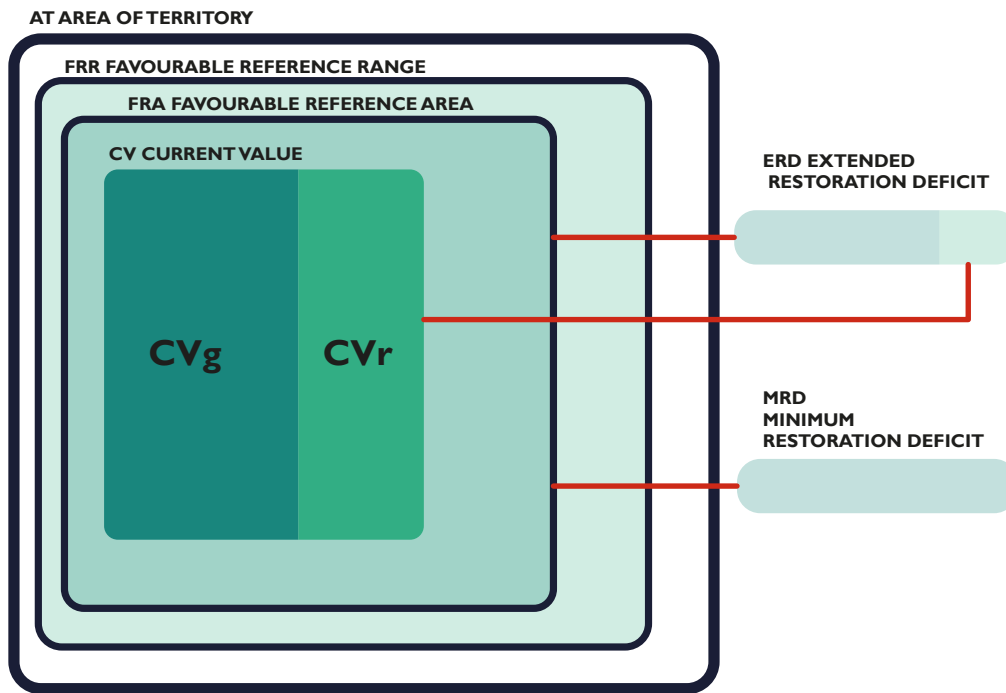 AT AREA OF TERRITORY
FRR FAVOURABLE REFERENCE RANGE
FRA FAVOURABLE REFERENCE AREA
CV CURRENT VALUE
CVg
CVr
ERD EXTENDED
RESTORATION DEFICIT
MRD
MINIMUM
RESTORATION DEFICIT